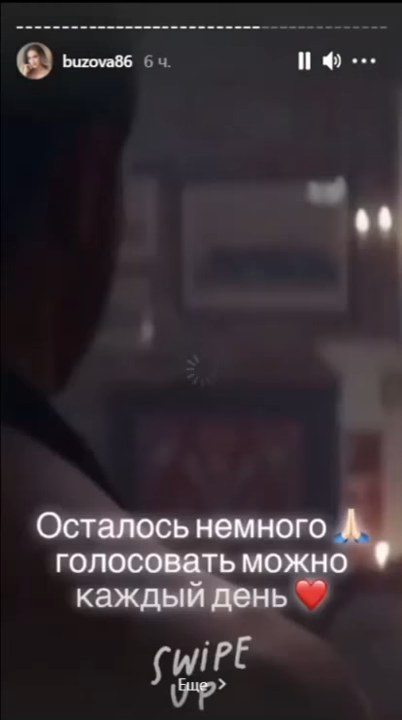 buzova86 6 ч.
Осталось немного 🙏🏻
голосовать можно
каждый день ❤️
SWIPE
UP
Еще >